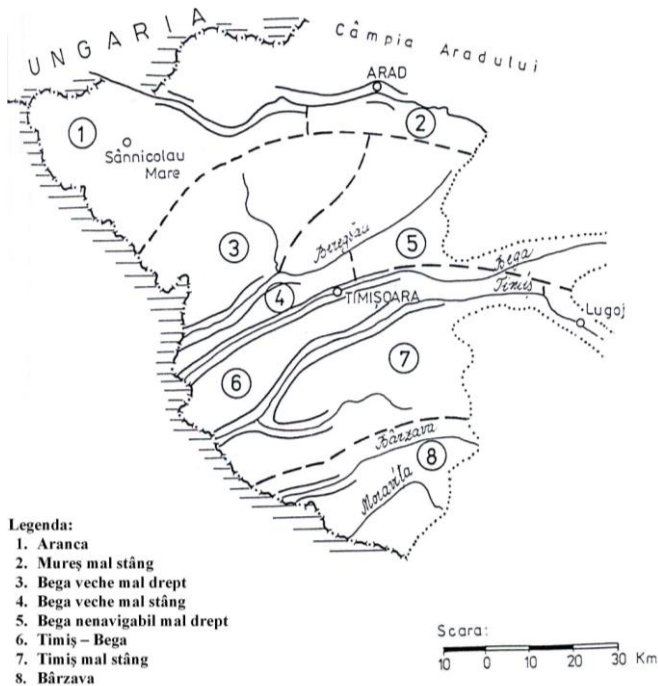 UNGARIA
Câmpia Aradului
ARAD
1
Sânnicolau
Mare
2
3
Beregsău
5
Bega
4
TIMIȘOARA
Timiș
Lugoj
6
7
Bârzava
8
Moravița
Legenda:
1. Aranca
2. Mureș mal stâng
3. Bega veche mal drept
4. Bega veche mal stâng
5. Bega nenavigabil mal drept
6. Timiș – Bega
7. Timiș mal stâng
8. Bârzava
Scara:
10 0 10 20 30 Km